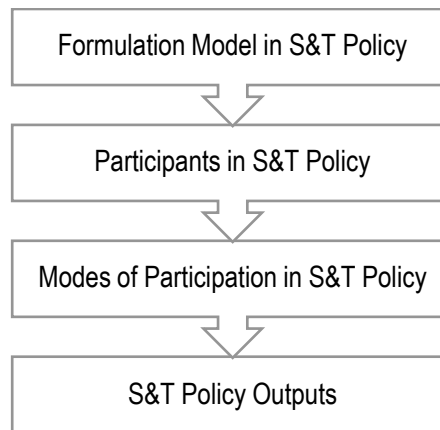 Formulation Model in S&T Policy
Participants in S&T Policy
Modes of Participation in S&T Policy
S&T Policy Outputs